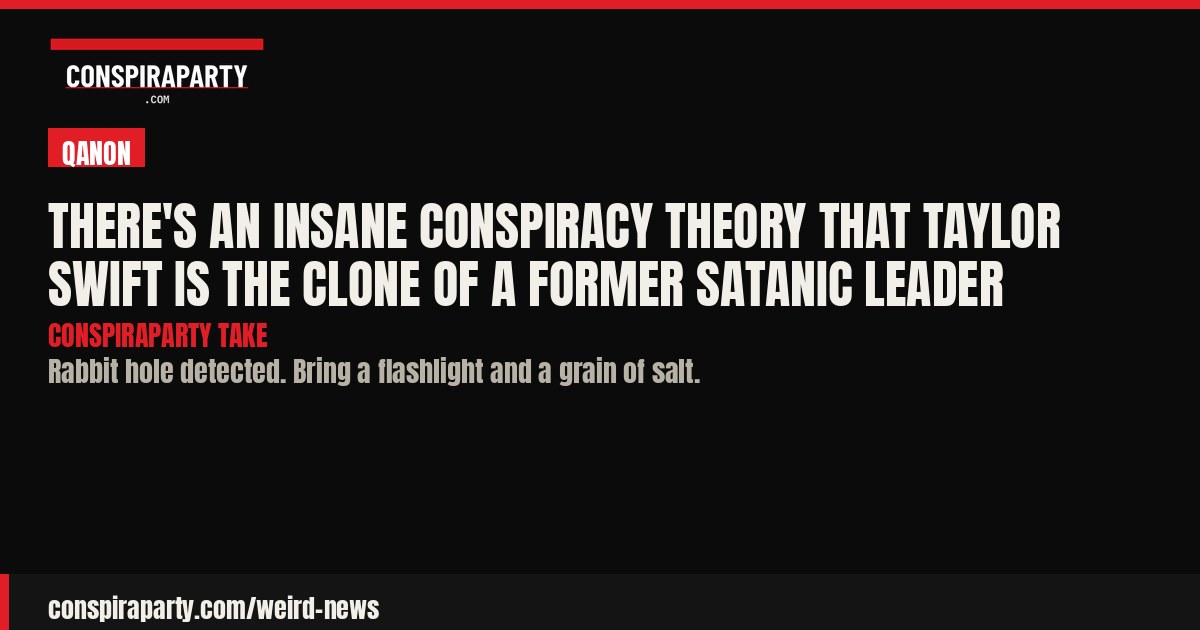 CONSPIRAPARTY
.COM
QANON
THERE'S AN INSANE CONSPIRACY THEORY THAT TAYLOR
SWIFT IS THE CLONE OF A FORMER SATANIC LEADER
CONSPIRAPARTY TAKE
Rabbit hole detected. Bring a flashlight and a grain of salt.
conspiraparty.com/weird-news